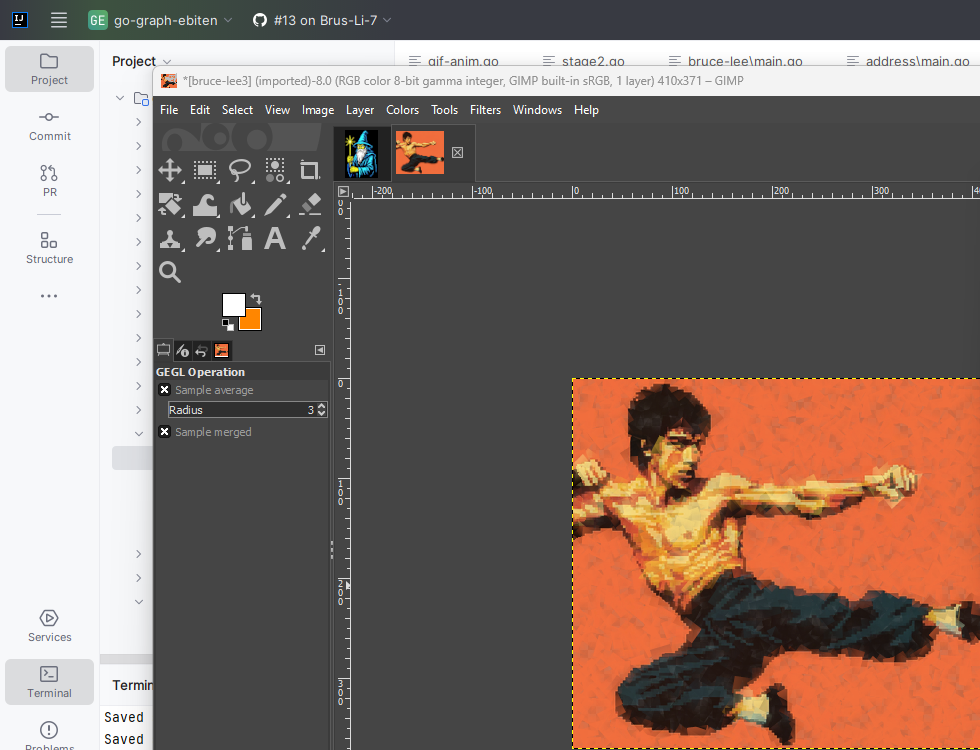 IJ
GE go-graph-ebiten
#13 on Brus-Li-7
Project
Commit
PR
Structure
Services
Terminal
Problems
Project
gif-anim.go
stage2.go
bruce-lee\main.go
address\main.go
*[bruce-lee3] (imported)-8.0 (RGB color 8-bit gamma integer, GIMP built-in sRGB, 1 layer) 410x371 – GIMP
File Edit Select View Image Layer Colors Tools Filters Windows Help
-200 -100 0 100 200 300
0
100
0
100
200
300
GEGL Operation
Sample average
Radius 3
Sample merged
Termin
Saved
Saved